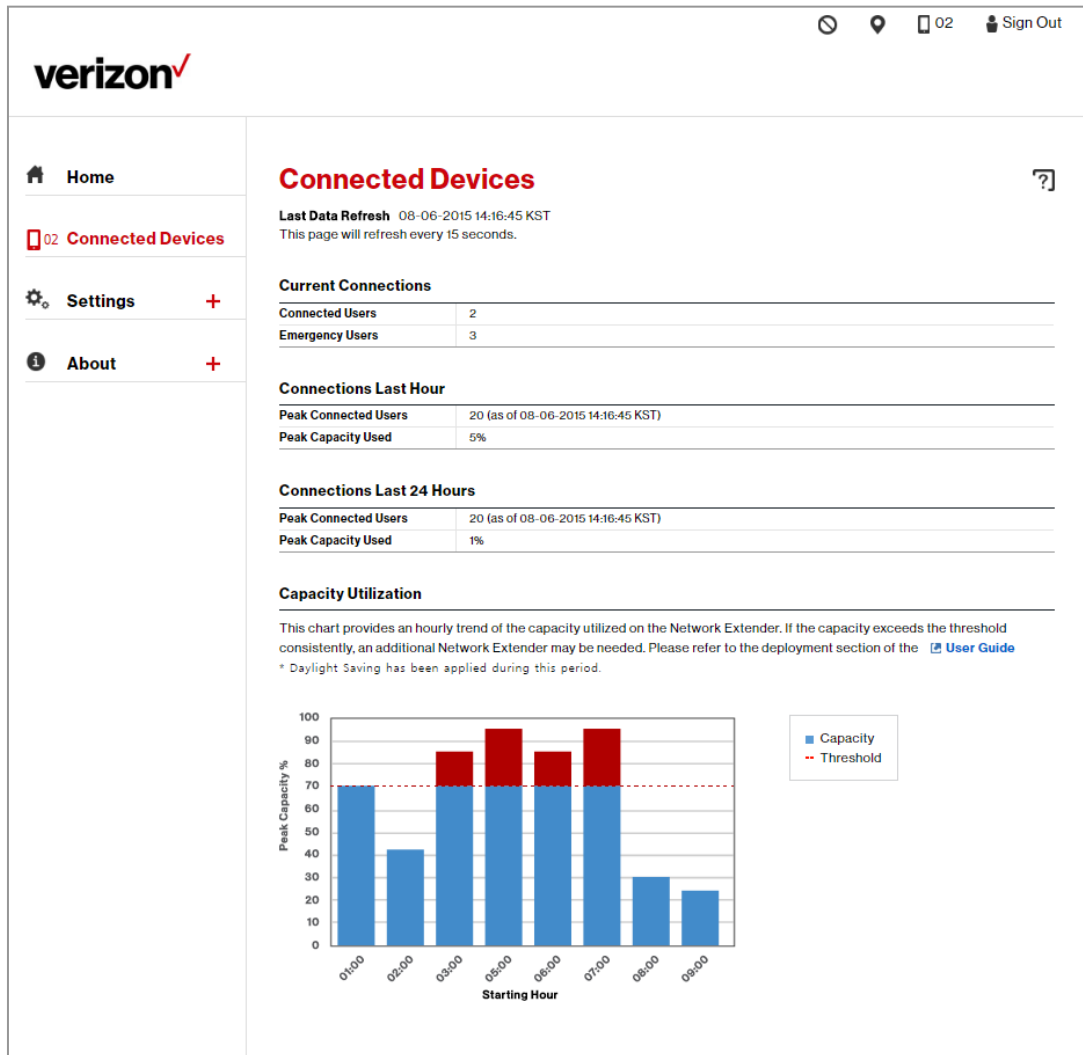 02 Sign Out
verizon
Home
02 Connected Devices
Settings +
About +
Connected Devices
Last Data Refresh 08-06-2015 14:16:45 KST
This page will refresh every 15 seconds.
Current Connections
Connected Users 2
Emergency Users 3
Connections Last Hour
Peak Connected Users 20 (as of 08-06-2015 14:16:45 KST)
Peak Capacity Used 5%
Connections Last 24 Hours
Peak Connected Users 20 (as of 08-06-2015 14:16:45 KST)
Peak Capacity Used 1%
Capacity Utilization
This chart provides an hourly trend of the capacity utilized on the Network Extender. If the capacity exceeds the threshold
consistently, an additional Network Extender may be needed. Please refer to the deployment section of the User Guide
* Daylight Saving has been applied during this period.
Peak Capacity %
100
90
80
70
60
50
40
30
20
10
0
01:00 02:00 03:00 05:00 06:00 07:00 08:00 09:00
Starting Hour
Capacity
Threshold